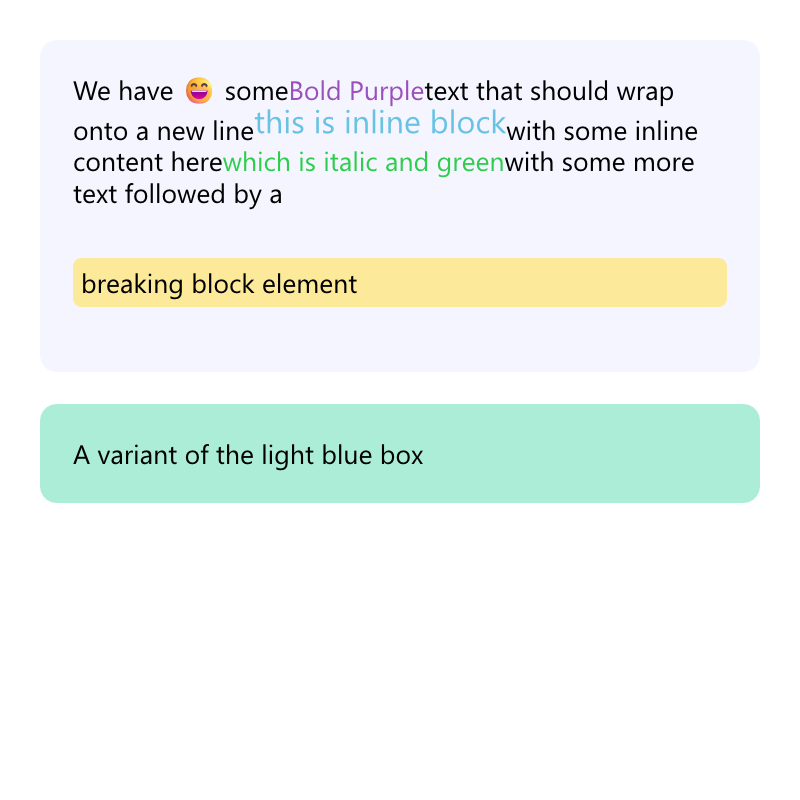 We have 😄 someBold Purpletext that should wrap
onto a new linethis is inline blockwith some inline
content herewhich is italic and greenwith some more
text followed by a
breaking block element
A variant of the light blue box